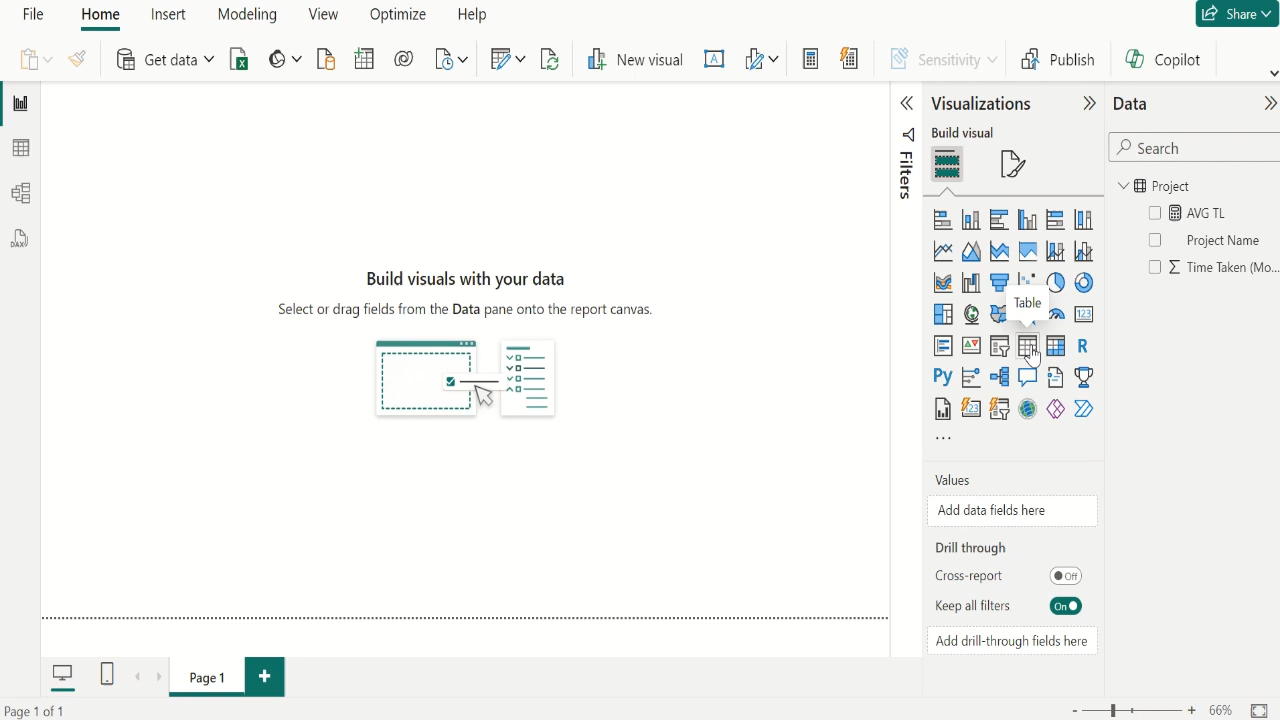 File Home Insert Modeling View Optimize Help Share
Get data New visual A Sensitivity Publish Copilot
Visualizations
Data
Build visual
Search
Filters
Project
AVG TL
Project Name
Time Taken (Mo...
Build visuals with your data
Select or drag fields from the Data pane onto the report canvas.
Table
123
R
Py
...
Values
Add data fields here
Drill through
Cross-report Off
Keep all filters On
Add drill-through fields here
Page 1 +
Page 1 of 1
- + 66%